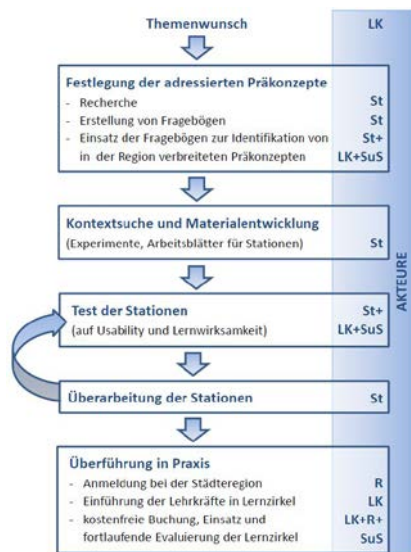 Themenwunsch LK
Festlegung der adressierten Präkonzepte
- Recherche St
- Erstellung von Fragebögen St
- Einsatz der Fragebögen zur Identifikation von St+
in der Region verbreiteten Präkonzepten LK+SuS
Kontextsuche und Materialentwicklung
(Experimente, Arbeitsblätter für Stationen) St
AKTEURE
Test der Stationen St+
(auf Usability und Lernwirksamkeit) LK+SuS
Überarbeitung der Stationen St
Überführung in Praxis
- Anmeldung bei der Städteregion R
- Einführung der Lehrkräfte in Lernzirkel LK
- kostenfreie Buchung, Einsatz und LK+R+
fortlaufende Evaluierung der Lernzirkel SuS